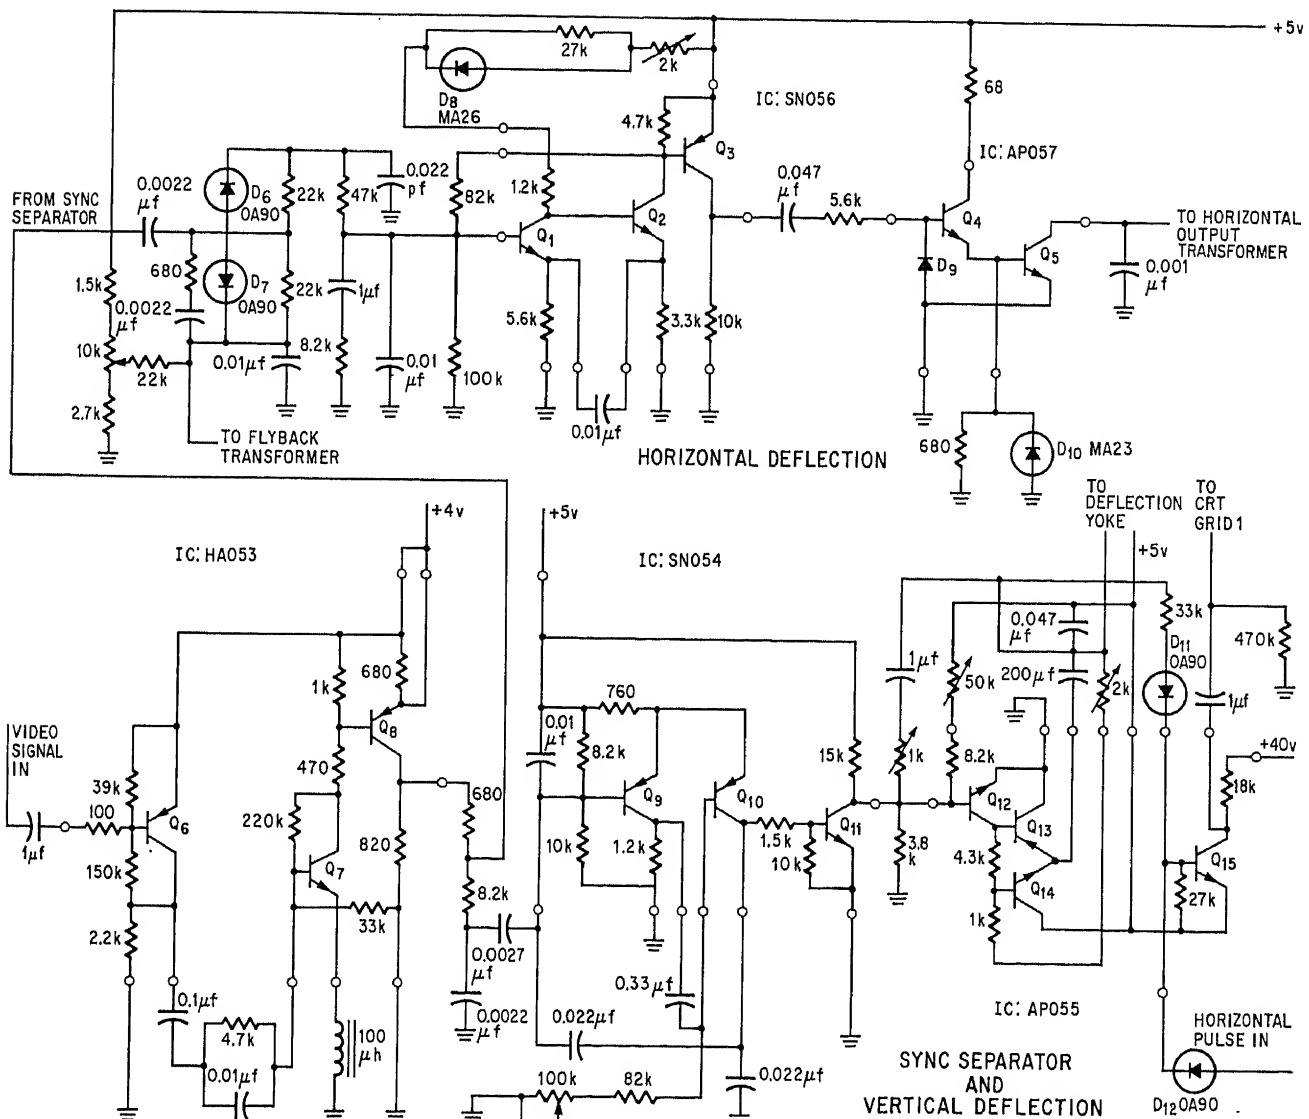 +5v
27k
2k
D8
MA26
IC: SN056
68
4.7k
Q3
IC: AP057
0.0022
μf
D6
OA90
22k
47k
0.022
pf
82k
1.2k
0.047
μf
5.6k
FROM SYNC
SEPARATOR
Q1
Q2
Q4
TO HORIZONTAL
OUTPUT
TRANSFORMER
680
D7
OA90
22k
1μf
D9
Q5
0.001
μf
1.5k
0.0022
μf
5.6k
3.3k
10k
10k
22k
0.01μf
8.2k
0.01
μf
100k
2.7k
0.01μf
TO FLYBACK
TRANSFORMER
HORIZONTAL DEFLECTION
680
D10 MA23
TO
DEFLECTION
YOKE
TO
CRT
GRID 1
+4v
+5v
+5v
IC: HA053
IC: SN054
33k
0.047
μf
470k
D11
OA90
680
1k
1μf
50k
200μf
2k
1μf
760
Q8
VIDEO
SIGNAL
IN
0.01
μf
8.2k
15k
1k
8.2k
+40v
39k
470
18k
100
Q6
680
Q9
Q10
Q12
220k
820
Q11
Q13
1μf
1.5k
Q15
150k
Q7
10k
1.2k
10k
3.8
k
4.3k
8.2k
Q14
27k
33k
1k
2.2k
0.0027
μf
0.33μf
0.1μf
0.0022
μf
IC: AP055
4.7k
100
μh
0.022μf
HORIZONTAL
PULSE IN
SYNC SEPARATOR
AND
VERTICAL DEFLECTION
0.01μf
100k
82k
0.022μf
D12 OA90